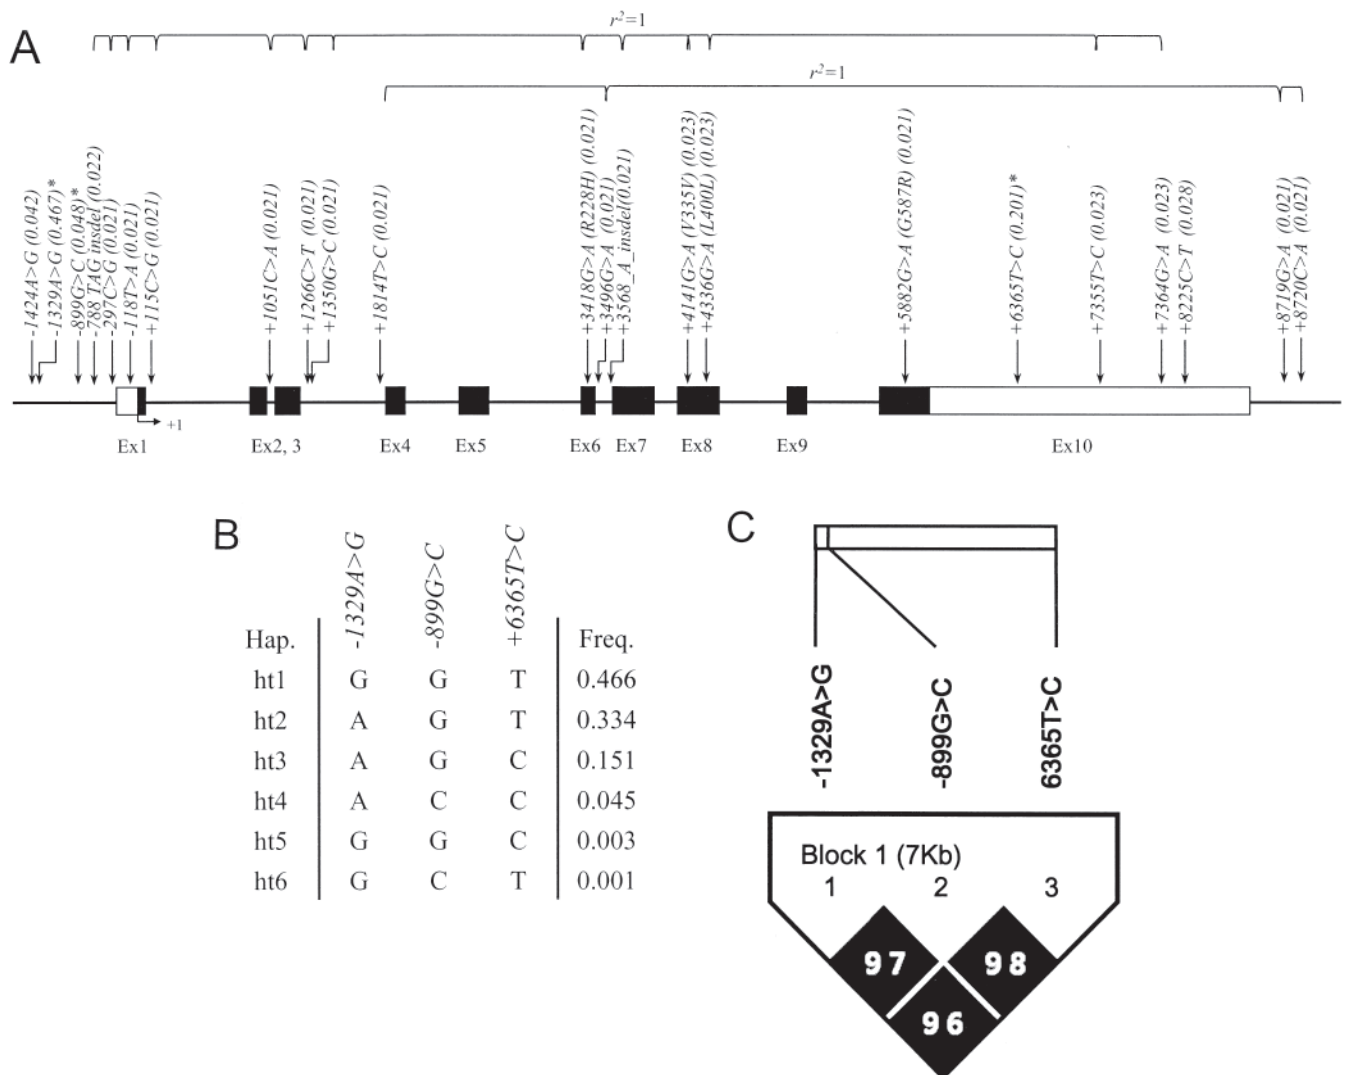 A
r²=1
r²=1
-1424A>G (0.042)
-1329A>G (0.467)*
-899G>C (0.048)*
-788 TAG insdel (0.022)
-297C>G (0.021)
-118T>A (0.021)
+115C>G (0.021)
+1051C>A (0.021)
+1266C>T (0.021)
+1350G>C (0.021)
+1814T>C (0.021)
+3418G>A (R228H) (0.021)
+3496G>A (0.021)
+3568_A_insdel(0.021)
+4141G>A (V335V) (0.023)
+4336G>A (L400L) (0.023)
+5882G>A (G587R) (0.021)
+6365T>C (0.201)*
+7355T>C (0.023)
+7364G>A (0.023)
+8225C>T (0.028)
+8719G>A (0.021)
+8720C>A (0.021)
+1
Ex1 Ex2, 3 Ex4 Ex5 Ex6 Ex7 Ex8 Ex9 Ex10
B
Hap. -1329A>G -899G>C +6365T>C Freq.
ht1 G G T 0.466
ht2 A G T 0.334
ht3 A G C 0.151
ht4 A C C 0.045
ht5 G G C 0.003
ht6 G C T 0.001
C
-1329A>G
-899G>C
6365T>C
Block 1 (7Kb)
1 2 3
97 98
96